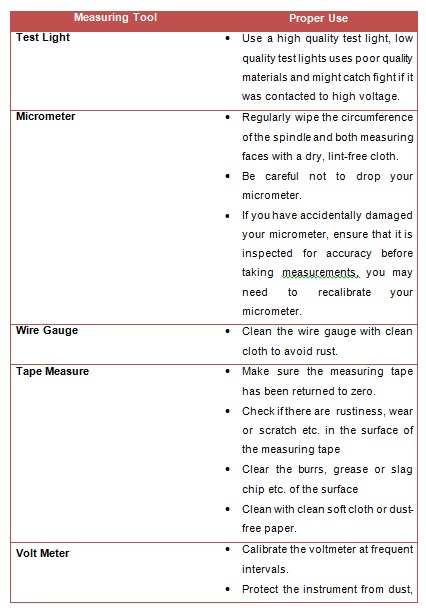 Measuring Tool Proper Use
Test Light
• Use a high quality test light, low
quality test lights uses poor quality
materials and might catch fight if it
was contacted to high voltage.
Micrometer
• Regularly wipe the circumference
of the spindle and both measuring
faces with a dry, lint-free cloth.
• Be careful not to drop your
micrometer.
• If you have accidentally damaged
your micrometer, ensure that it is
inspected for accuracy before
taking measurements, you may
need to recalibrate your
micrometer.
Wire Gauge
• Clean the wire gauge with clean
cloth to avoid rust.
Tape Measure
• Make sure the measuring tape
has been returned to zero.
• Check if there are rustiness, wear
or scratch etc. in the surface of
the measuring tape
• Clear the burrs, grease or slag
chip etc. of the surface
• Clean with clean soft cloth or dust-
free paper.
Volt Meter
• Calibrate the voltmeter at frequent
intervals.
• Protect the instrument from dust,